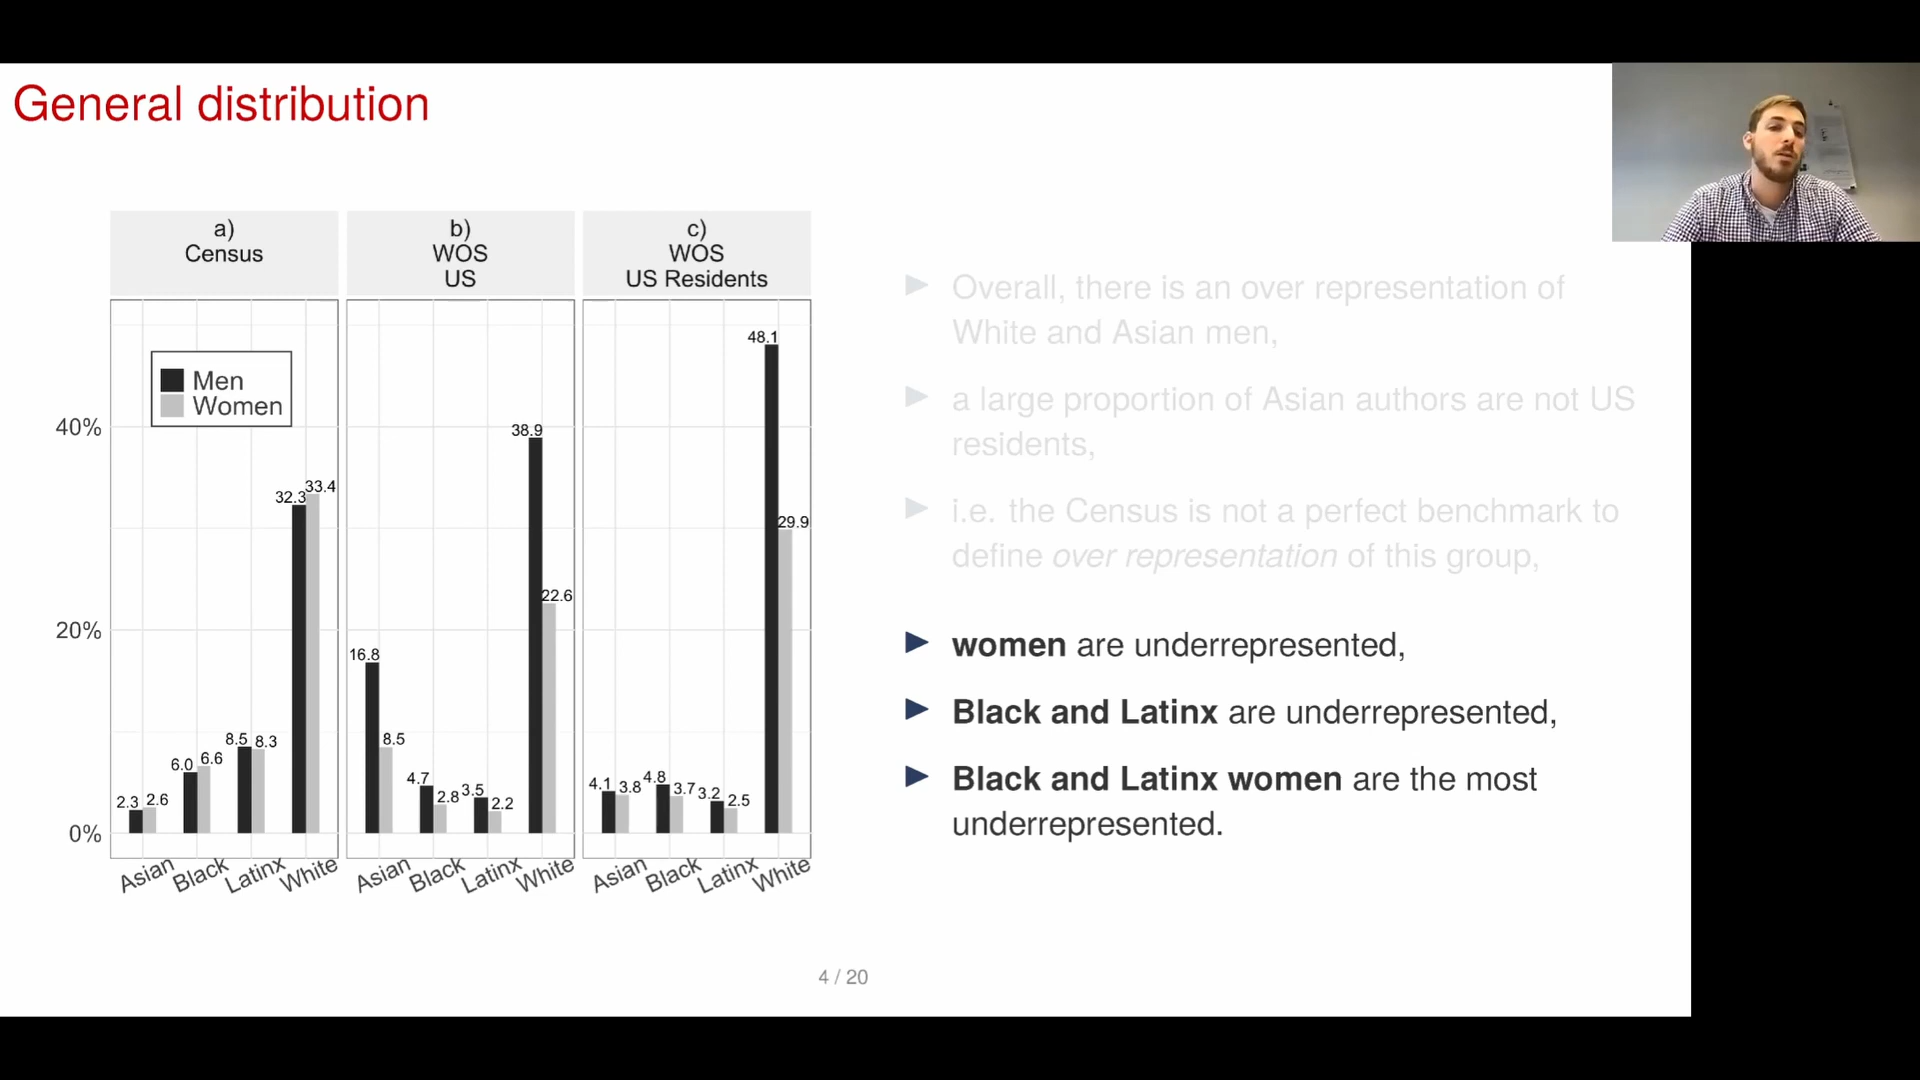 General distribution
a)
Census
b)
WOS
US
c)
WOS
US Residents
Men
Women
40%
20%
0%
2.3 2.6 6.0 6.6 8.5 8.3 32.3 33.4
16.8 8.5 4.7 2.8 3.5 2.2 38.9 22.6
4.1 3.8 4.8 3.7 3.2 2.5 48.1 29.9
Asian Black Latinx White
Asian Black Latinx White
Asian Black Latinx White
Overall, there is an over representation of
White and Asian men,
a large proportion of Asian authors are not US
residents,
i.e. the Census is not a perfect benchmark to
define over representation of this group,
women are underrepresented,
Black and Latinx are underrepresented,
Black and Latinx women are the most
underrepresented.
4 / 20